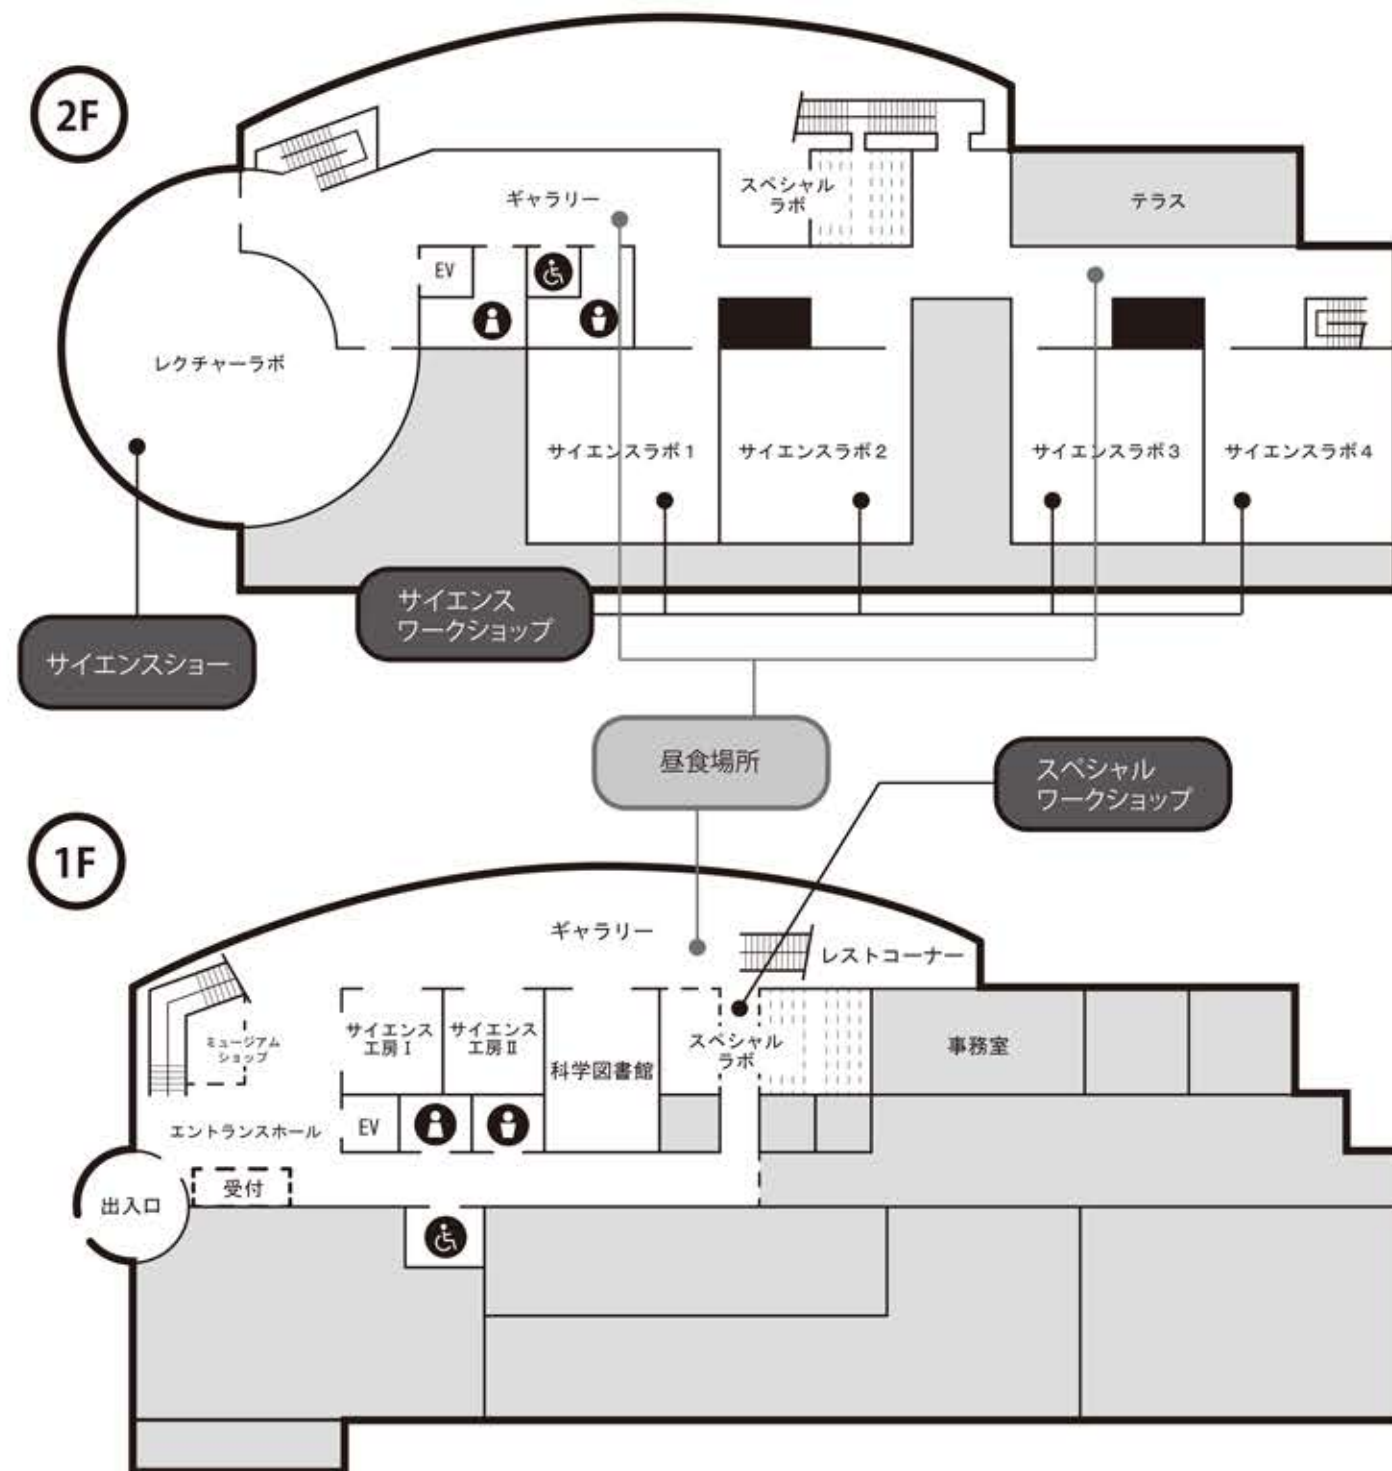 2F
スペシャル
ラボ
ギャラリー
テラス
EV
レクチャーラボ
サイエンスラボ1
サイエンスラボ2
サイエンスラボ3
サイエンスラボ4
サイエンス
ワークショップ
サイエンスショー
昼食場所
スペシャル
ワークショップ
1F
ギャラリー
レストコーナー
サイエンス
工房Ⅰ
サイエンス
工房Ⅱ
ミュージアム
ショップ
科学図書館
スペシャル
ラボ
事務室
エントランスホール
EV
受付
出入口